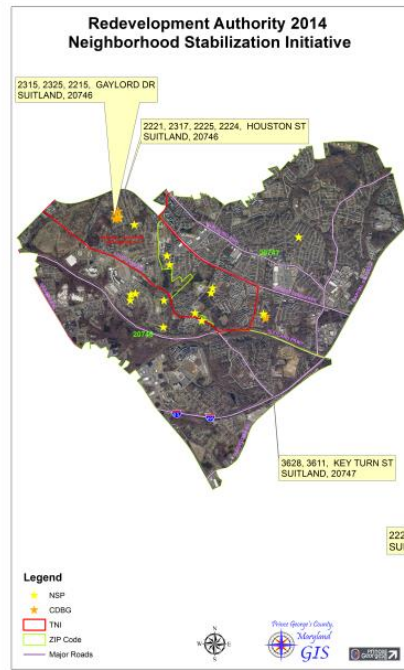 Redevelopment Authority 2014
Neighborhood Stabilization Initiative
2315, 2325, 2215, GAYLORD DR
SUITLAND, 20746
2221, 2317, 2225, 2224, HOUSTON ST
SUITLAND, 20746
20747
20746
3628, 3611, KEY TURN ST
SUITLAND, 20747
222
SUI
Legend
NSP
CDBG
TNI
ZIP Code
Major Roads
N
W
E
S
Prince George's County,
Maryland
GIS